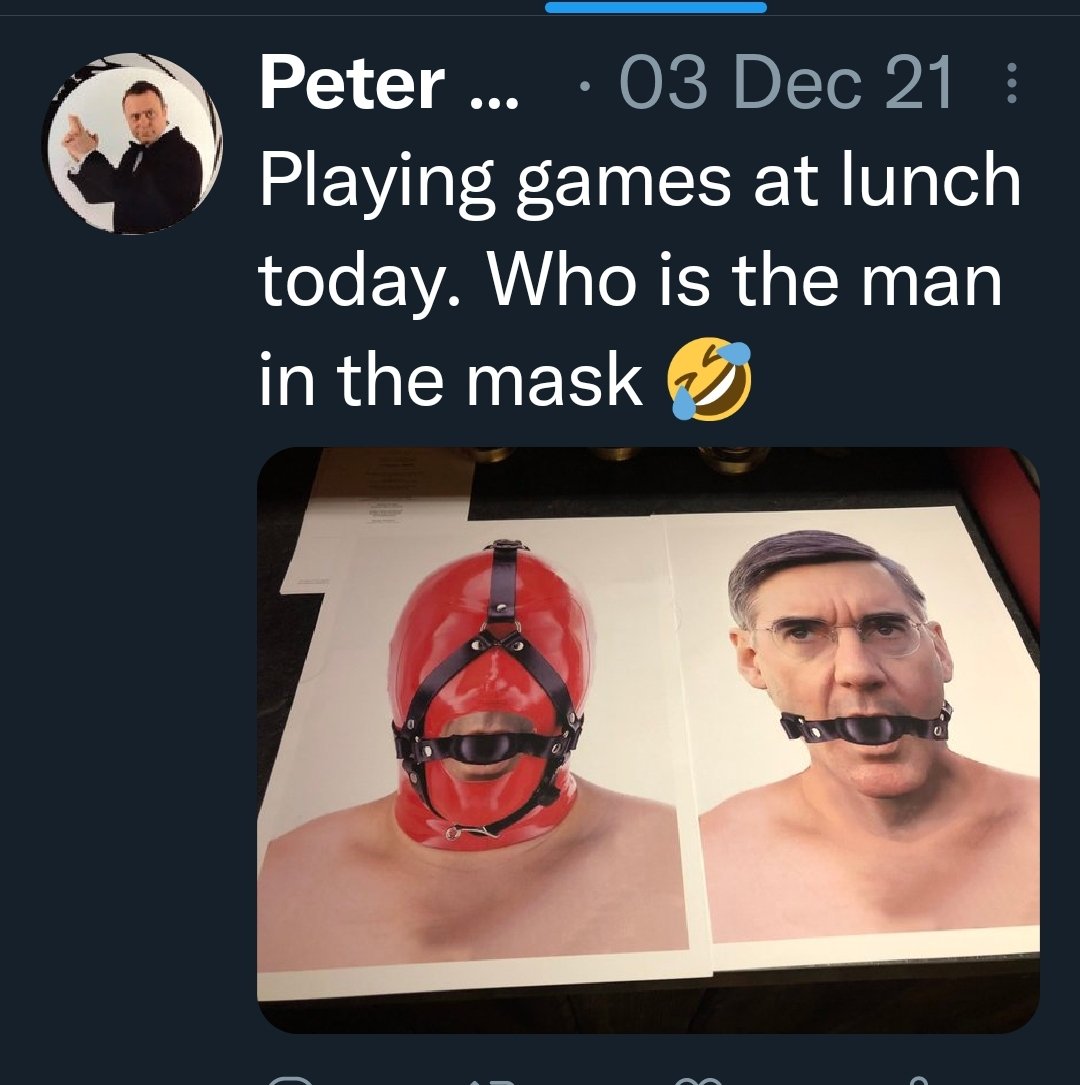 Peter ... · 03 Dec 21
Playing games at lunch
today. Who is the man
in the mask 🤣